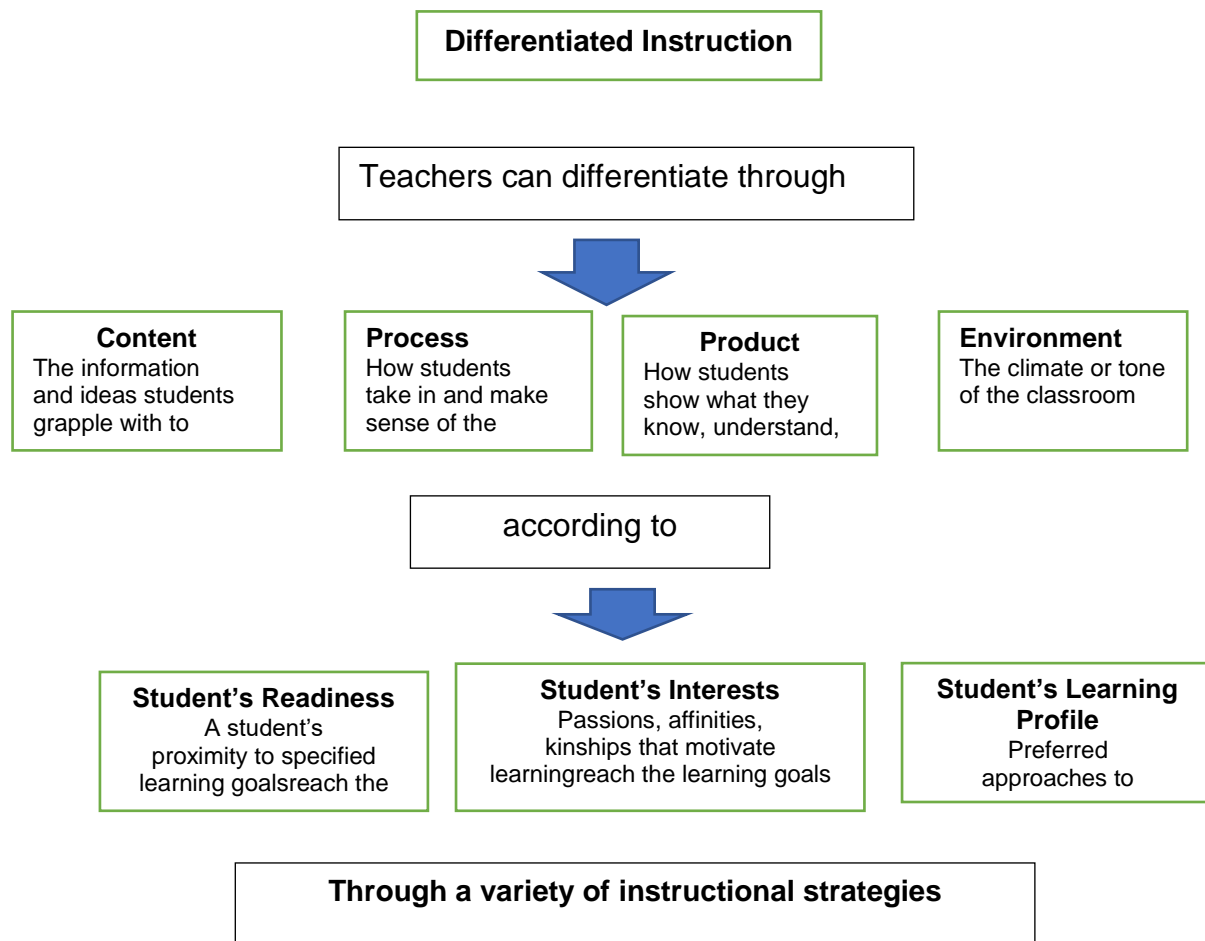 Differentiated Instruction
Teachers can differentiate through
Content
The information
and ideas students
grapple with to
Process
How students
take in and make
sense of the
Product
How students
show what they
know, understand,
Environment
The climate or tone
of the classroom
according to
Student’s Readiness
A student’s
proximity to specified
learning goalsreach the
Student’s Interests
Passions, affinities,
kinships that motivate
learningreach the learning goals
Student’s Learning
Profile
Preferred
approaches to
Through a variety of instructional strategies